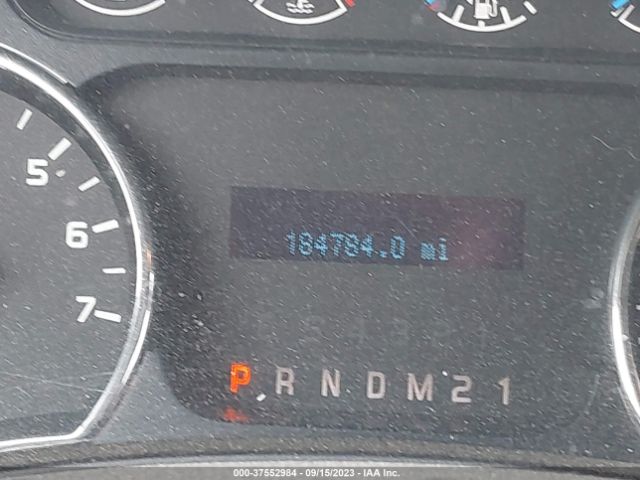 5
6
7
184784.0 mi
P R N D M 2 1
000-37552984 - 09/15/2023 - IAA Inc.